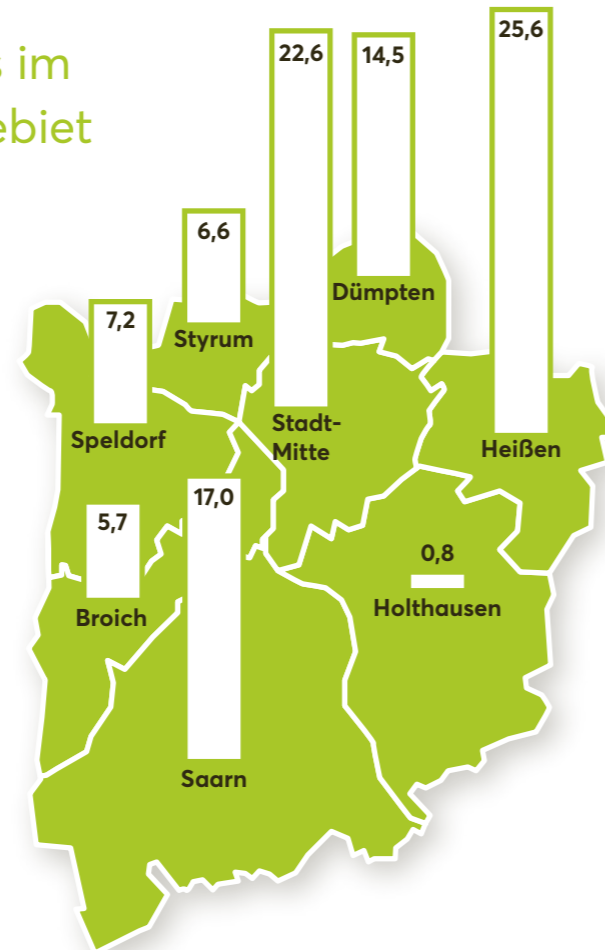 s im
ebiet
25,6
22,6
14,5
6,6
Dümpten
7,2
Styrum
Stadt-
Mitte
Speldorf
Heißen
17,0
5,7
0,8
Holthausen
Broich
Saarn